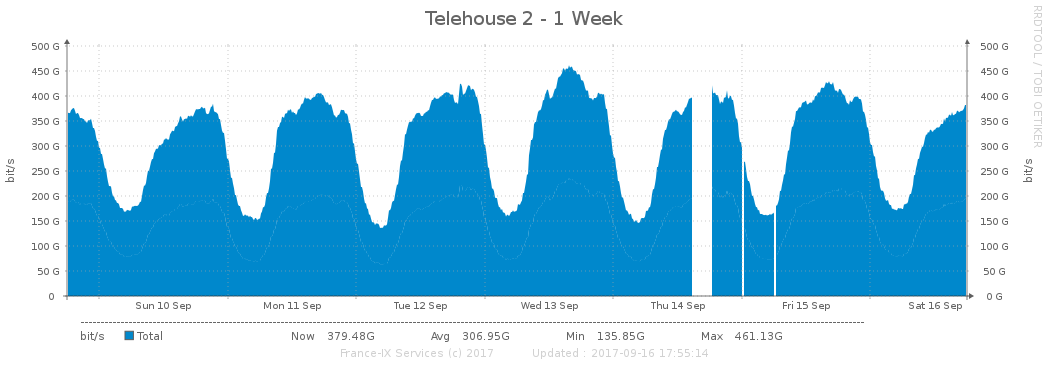 Telehouse 2 - 1 Week
RRDTOOL / TOBI OETIKER
500 G 500 G
450 G 450 G
400 G 400 G
350 G 350 G
300 G 300 G
250 G 250 G
200 G 200 G
150 G 150 G
100 G 100 G
50 G 50 G
0 0 G
bit/s bit/s
Sun 10 Sep Mon 11 Sep Tue 12 Sep Wed 13 Sep Thu 14 Sep Fri 15 Sep Sat 16 Sep
bit/s Total Now 379.48G Avg 306.95G Min 135.85G Max 461.13G
France-IX Services (c) 2017 Updated : 2017-09-16 17:55:14